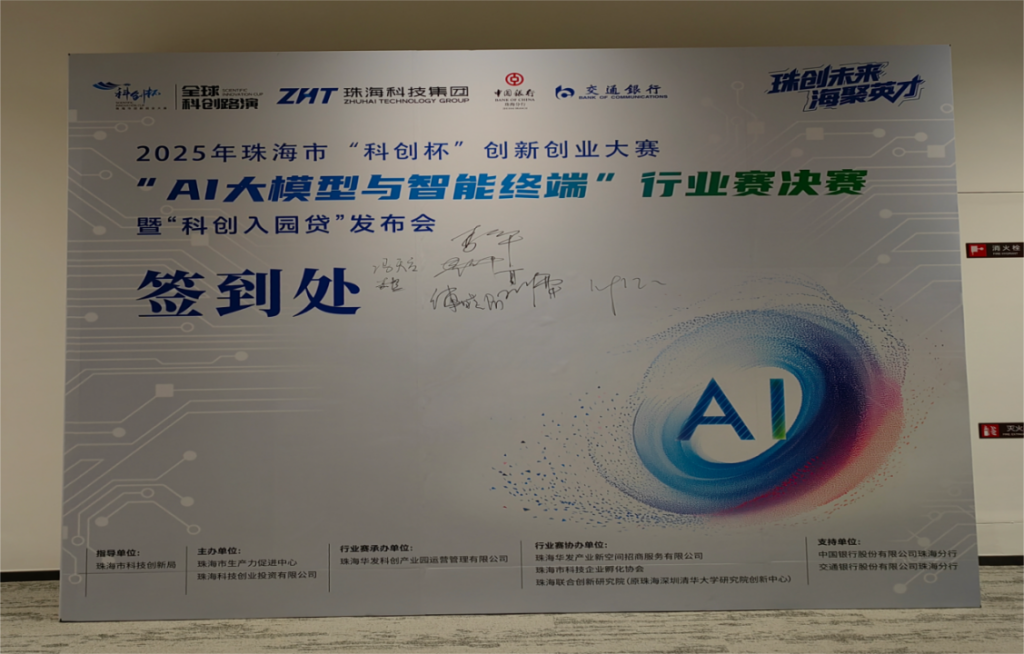 科创杯
全球
科创路演
ZHT 珠海科技集团
ZHUHAI TECHNOLOGY GROUP
中国银行
BANK OF CHINA
交通银行
BANK OF COMMUNICATIONS
珠创未来
海聚英才
2025年珠海市“科创杯”创新创业大赛
“AI大模型与智能终端”行业赛决赛
暨“科创入园贷”发布会
签到处
AI
消火栓
灭火
指导单位:
珠海市科技创新局
主办单位:
珠海市生产力促进中心
珠海科技创业投资有限公司
行业赛承办单位:
珠海华发科创产业园运营管理有限公司
行业赛协办单位:
珠海华发产业新空间招商服务有限公司
珠海市科技企业孵化协会
珠海联合创新研究院(原珠海深圳清华大学研究院创新中心)
支持单位:
中国银行股份有限公司珠海分行
交通银行股份有限公司珠海分行